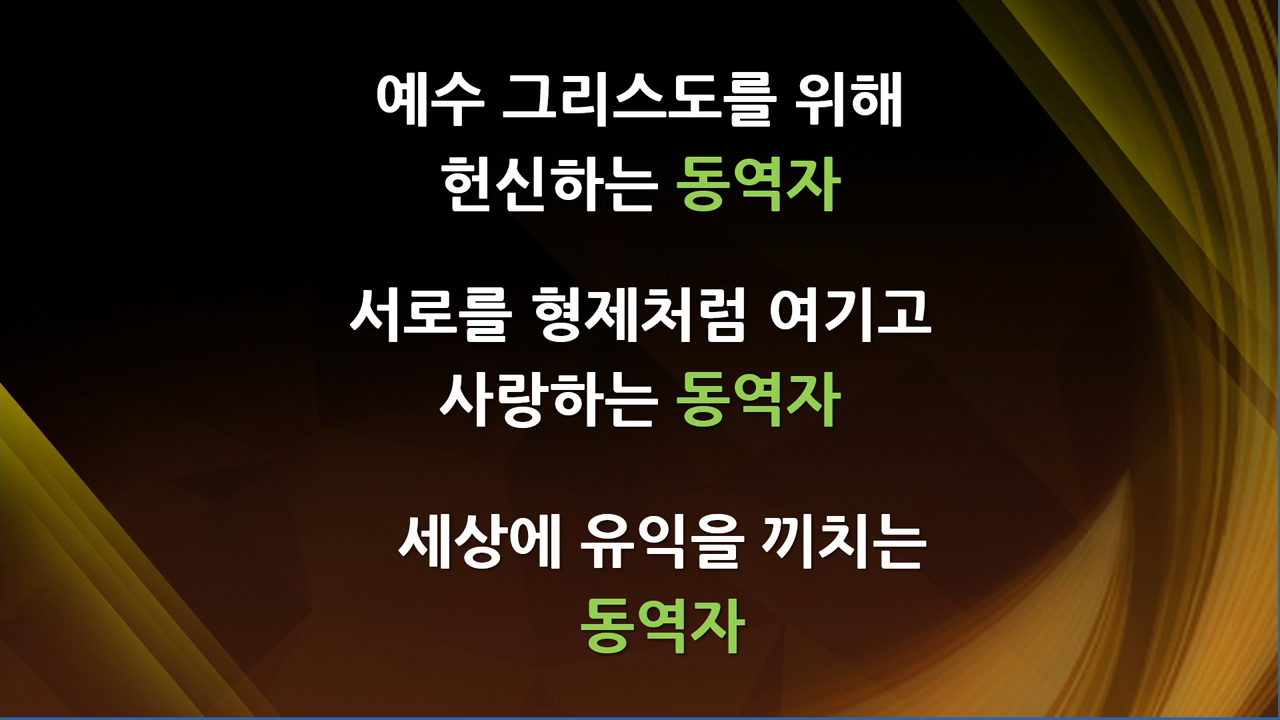 예수 그리스도를 위해
헌신하는 동역자
서로를 형제처럼 여기고
사랑하는 동역자
세상에 유익을 끼치는
동역자